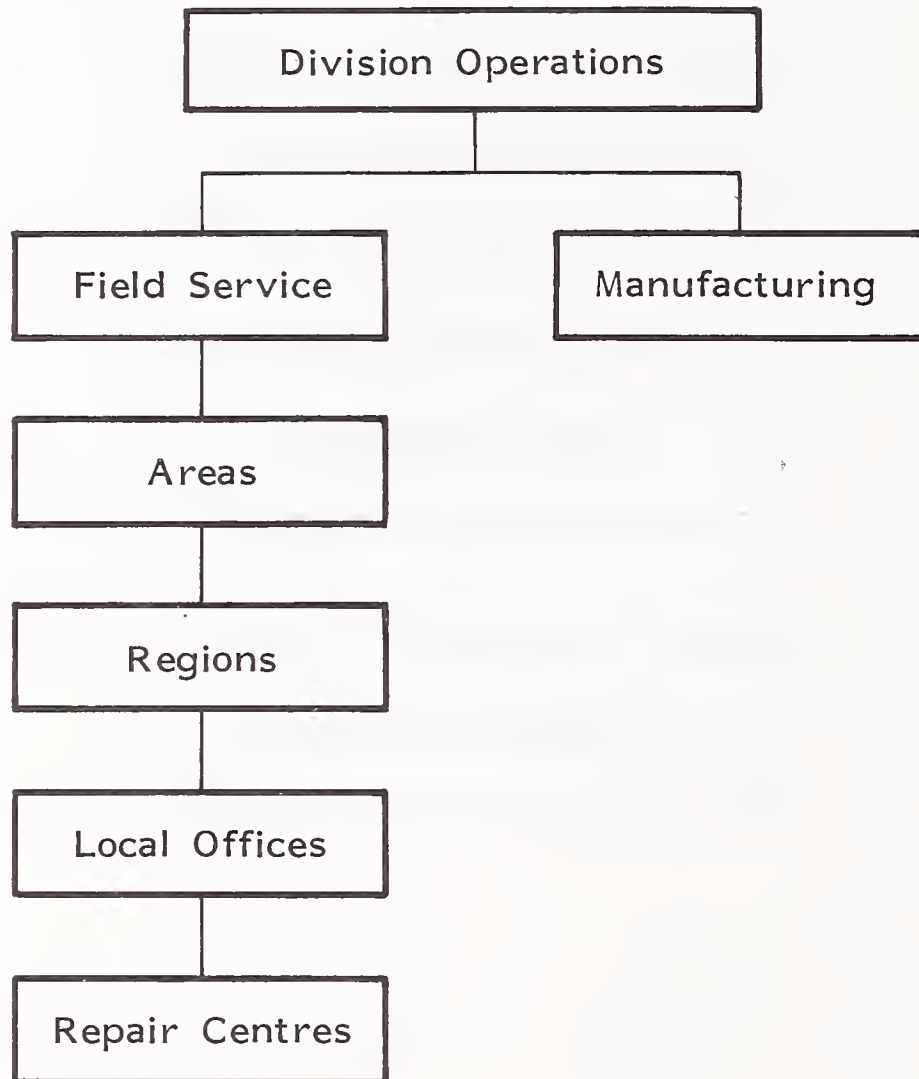 Division Operations
Field Service
Manufacturing
Areas
Regions
Local Offices
Repair Centres